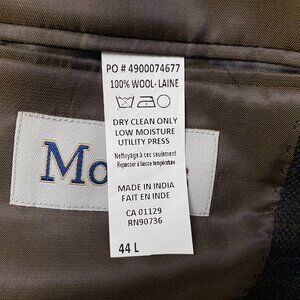 PO # 4900074677
100% WOOL- LAINE
DRY CLEAN ONLY
LOW MOISTURE
UTILITY PRESS
Nettoyage à sec seulement
Repasser à basse température
MADE IN INDIA
FAIT EN INDE
CA 01129
RN90736
44 L
Mo